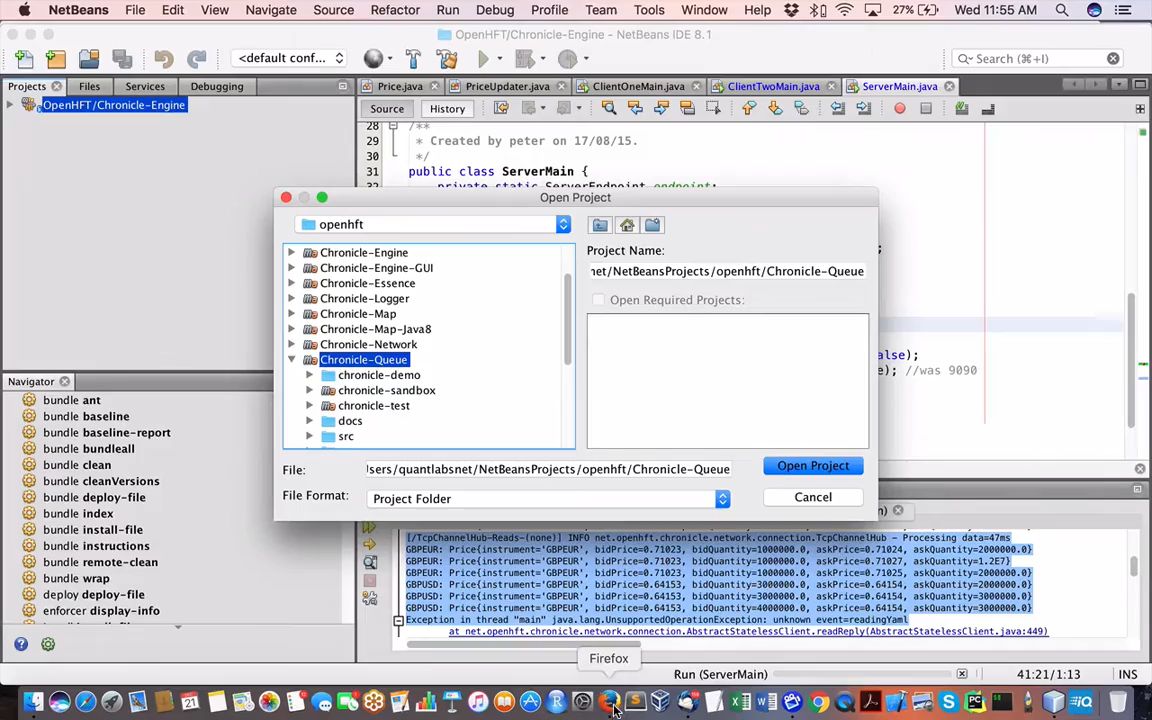 NetBeans File Edit View Navigate Source Refactor Run Debug Profile Team Tools Window Help 27% Wed 11:55 AM
OpenHFT/Chronicle-Engine - NetBeans IDE 8.1
<default conf... Search (⌘+I)
Projects Files Services Debugging
Price.java PriceUpdater.java ClientOneMain.java ClientTwoMain.java ServerMain.java
OpenHFT/Chronicle-Engine
Source History
28 /**
29 * Created by peter on 17/08/15.
30 */
31 public class ServerMain {
private static ServerEndpoint endpoint;
alse);
e); //was 9090
Open Project
openhft
Chronicle-Engine
Chronicle-Engine-GUI
Chronicle-Essence
Chronicle-Logger
Chronicle-Map
Chronicle-Map-Java8
Chronicle-Network
Chronicle-Queue
chronicle-demo
chronicle-sandbox
chronicle-test
docs
src
Project Name:
net/NetBeansProjects/openhft/Chronicle-Queue
Open Required Projects:
File: Users/quantlabsnet/NetBeansProjects/openhft/Chronicle-Queue
File Format: Project Folder
Open Project
Cancel
Navigator
bundle ant
bundle baseline
bundle baseline-report
bundle bundleall
bundle clean
bundle cleanVersions
bundle deploy-file
bundle index
bundle install-file
bundle instructions
bundle remote-clean
bundle wrap
deploy deploy-file
enforcer display-info
n)
[/TcpChannelHub-Reads-(none)] INFO net.openhft.chronicle.network.connection.TcpChannelHub - Processing data=47ms
GBPEUR: Price{instrument='GBPEUR', bidPrice=0.71023, bidQuantity=1000000.0, askPrice=0.71024, askQuantity=2000000.0}
GBPEUR: Price{instrument='GBPEUR', bidPrice=0.71023, bidQuantity=1000000.0, askPrice=0.71027, askQuantity=1.2E7}
GBPEUR: Price{instrument='GBPEUR', bidPrice=0.71023, bidQuantity=1000000.0, askPrice=0.71025, askQuantity=2000000.0}
GBPUSD: Price{instrument='GBPEUR', bidPrice=0.64153, bidQuantity=3000000.0, askPrice=0.64154, askQuantity=2000000.0}
GBPUSD: Price{instrument='GBPEUR', bidPrice=0.64153, bidQuantity=3000000.0, askPrice=0.64154, askQuantity=3000000.0}
GBPUSD: Price{instrument='GBPEUR', bidPrice=0.64153, bidQuantity=4000000.0, askPrice=0.64154, askQuantity=3000000.0}
Exception in thread "main" java.lang.UnsupportedOperationException: unknown event=readingYaml
at net.openhft.chronicle.network.connection.AbstractStatelessClient.readReply(AbstractStatelessClient.java:449)
Firefox
Run (ServerMain) 41:21/1:13 INS